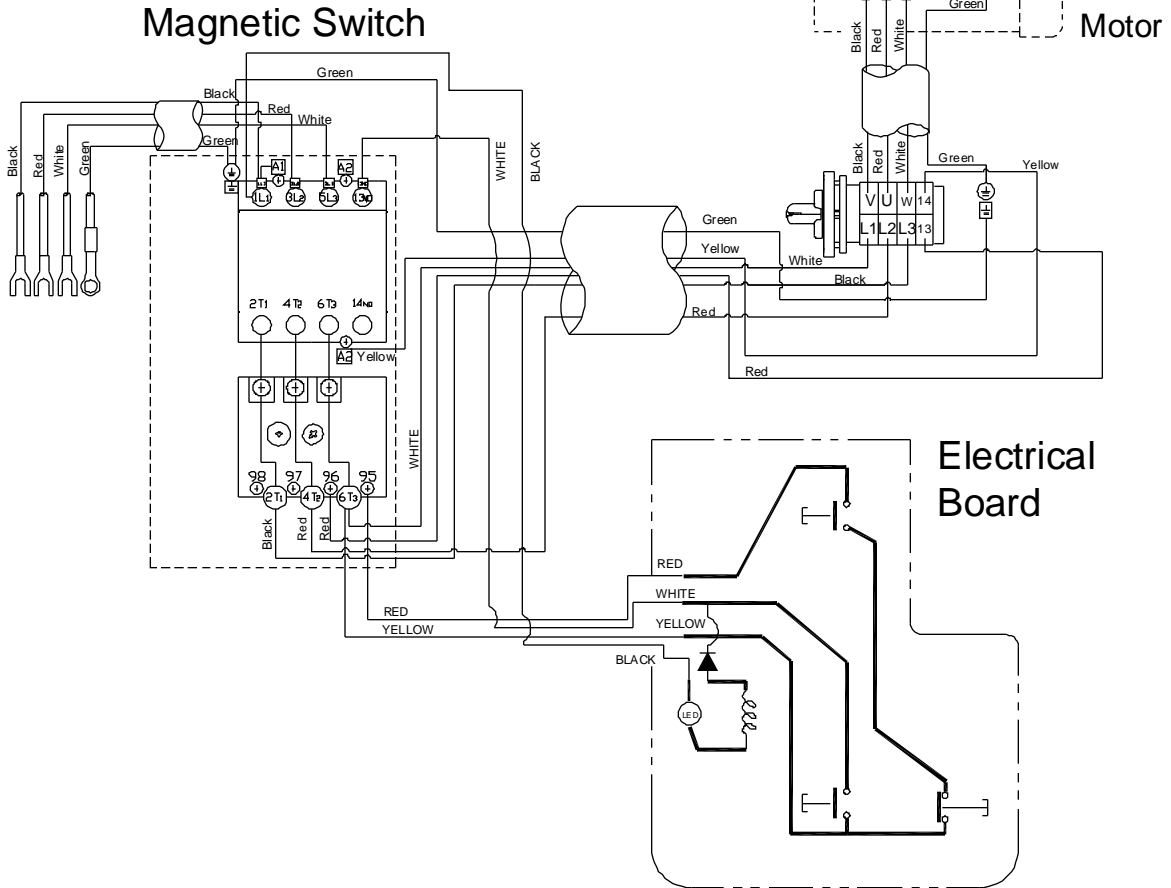 Magnetic Switch
Green
Motor
Black
Red
White
Green
Black
Red
White
Green
Black
Red
White
Green
WHITE
BLACK
A1
A2
1L1
3L2
5L3
13NO
Black
Red
White
Green
Yellow
V U W 14
L1 L2 L3 13
Green
Yellow
White
Black
Red
Red
2T1
4T2
6T3
14NO
A2 Yellow
WHITE
98
97
96
95
2T1
4T2
6T3
Black
Red
Red
Electrical
Board
RED
WHITE
RED
YELLOW
YELLOW
BLACK
LED